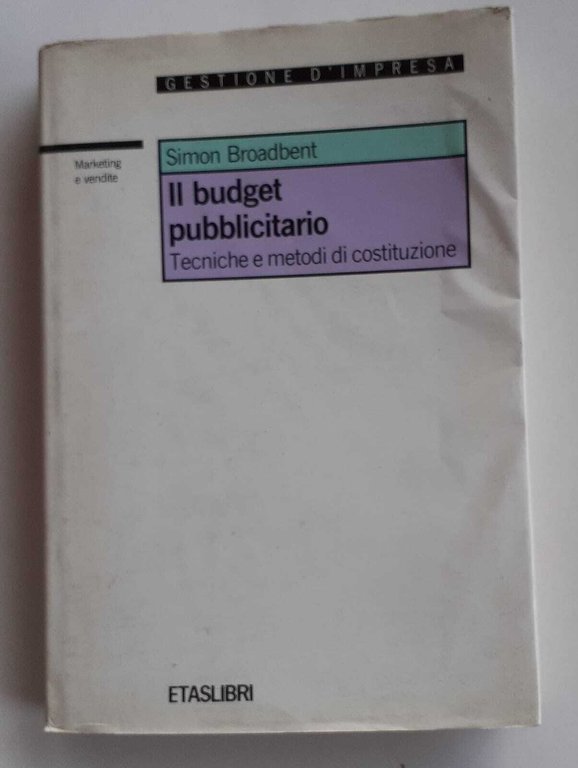 GESTIONE D'IMPRESA
Marketing
e vendite
Simon Broadbent
Il budget
pubblicitario
Tecniche e metodi di costituzione
ETASLIBRI